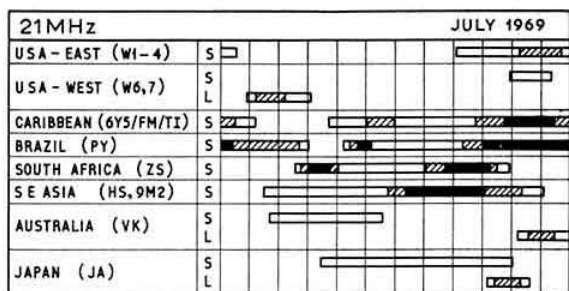 21MHz JULY 1969
USA-EAST (W1-4) S
USA-WEST (W6,7) S
L
CARIBBEAN (6Y5/FM/TI) S
BRAZIL (PY) S
SOUTH AFRICA (ZS) S
S E ASIA (HS,9M2) S
AUSTRALIA (VK) S
L
JAPAN (JA) S
L